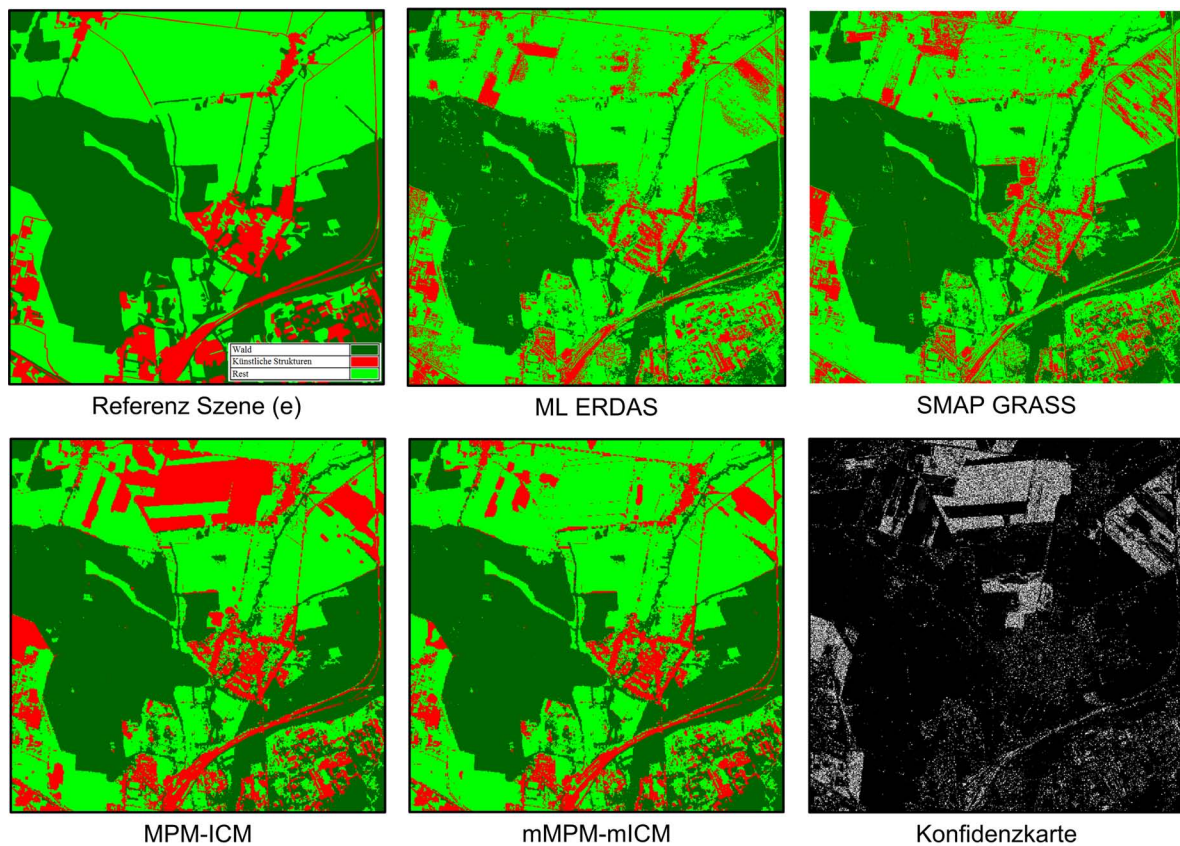 Wald
Künstliche Strukturen
Rest
Referenz Szene (e)
ML ERDAS
SMAP GRASS
MPM-ICM
mMPM-mICM
Konfidenzkarte